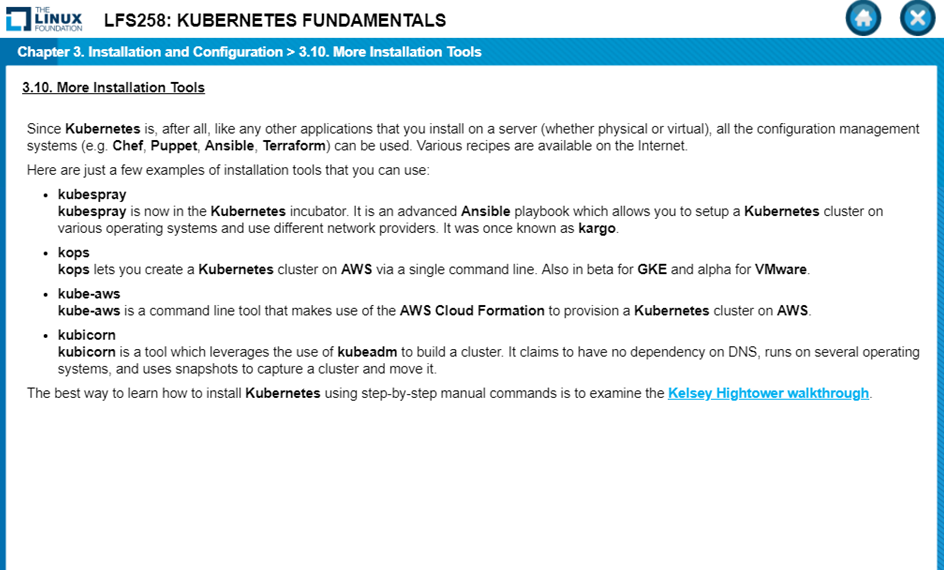 THE
LINUX
FOUNDATION
LFS258: KUBERNETES FUNDAMENTALS
Chapter 3. Installation and Configuration > 3.10. More Installation Tools
3.10. More Installation Tools
Since Kubernetes is, after all, like any other applications that you install on a server (whether physical or virtual), all the configuration management
systems (e.g. Chef, Puppet, Ansible, Terraform) can be used. Various recipes are available on the Internet.
Here are just a few examples of installation tools that you can use:
• kubespray
kubespray is now in the Kubernetes incubator. It is an advanced Ansible playbook which allows you to setup a Kubernetes cluster on
various operating systems and use different network providers. It was once known as kargo.
• kops
kops lets you create a Kubernetes cluster on AWS via a single command line. Also in beta for GKE and alpha for VMware.
• kube-aws
kube-aws is a command line tool that makes use of the AWS Cloud Formation to provision a Kubernetes cluster on AWS.
• kubicorn
kubicorn is a tool which leverages the use of kubeadm to build a cluster. It claims to have no dependency on DNS, runs on several operating
systems, and uses snapshots to capture a cluster and move it.
The best way to learn how to install Kubernetes using step-by-step manual commands is to examine the Kelsey Hightower walkthrough.